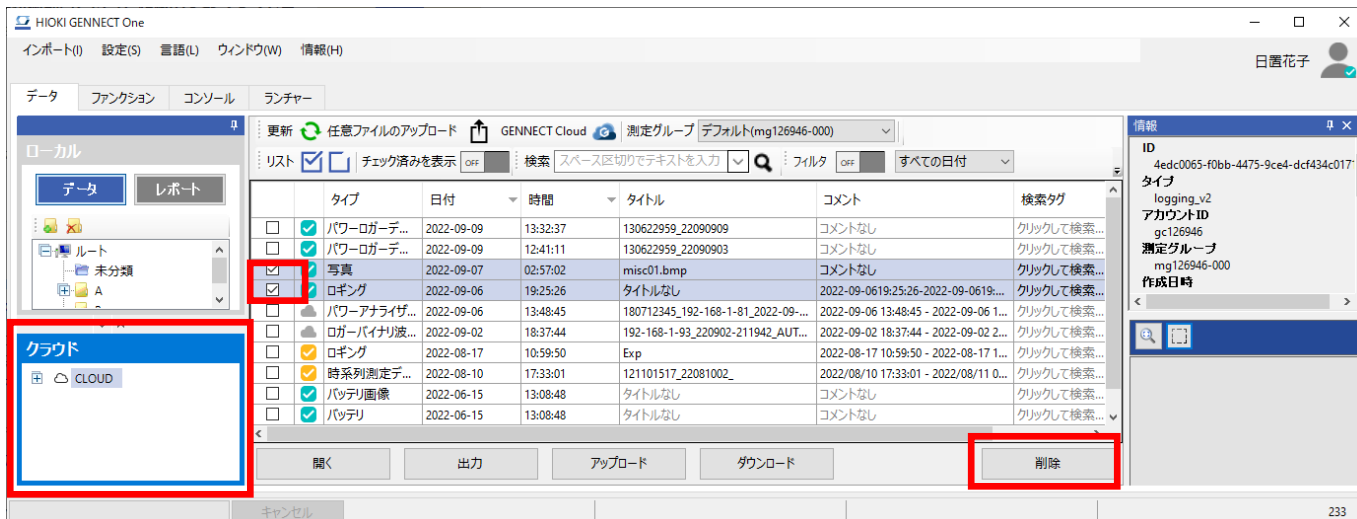 HIOKI GENNECT One
インポート(I) 設定(S) 言語(L) ウィンドウ(W) 情報(H)
日置花子
データ ファンクション コンソール ランチャー
ローカル
データ レポート
ルート
未分類
A
クラウド
CLOUD
更新 任意ファイルのアップロード GENNECT Cloud 測定グループ デフォルト(mg126946-000)
リスト チェック済みを表示 OFF 検索 スペース区切りでテキストを入力 フィルタ OFF すべての日付
タイプ 日付 時間 タイトル コメント 検索タグ
パワーロガーデ... 2022-09-09 13:32:37 130622959_22090909 コメントなし クリックして検索...
パワーロガーデ... 2022-09-09 12:41:11 130622959_22090903 コメントなし クリックして検索...
写真 2022-09-07 02:57:02 misc01.bmp コメントなし クリックして検索...
ロギング 2022-09-06 19:25:26 タイトルなし 2022-09-0619:25:26-2022-09-0619:... クリックして検索...
パワーアナライザ... 2022-09-06 13:48:45 180712345_192-168-1-81_2022-09-... 2022-09-06 13:48:45 - 2022-09-06 1... クリックして検索...
ロガーバイナリ波... 2022-09-02 18:37:44 192-168-1-93_220902-211942_AUT... 2022-09-02 18:37:44 - 2022-09-02 2... クリックして検索...
ロギング 2022-08-17 10:59:50 Exp 2022-08-17 10:59:50 - 2022-08-17 1... クリックして検索...
時系列測定デ... 2022-08-10 17:33:01 121101517_22081002_ 2022/08/10 17:33:01 - 2022/08/11 0... クリックして検索...
バッテリ画像 2022-06-15 13:08:48 タイトルなし コメントなし クリックして検索...
バッテリ 2022-06-15 13:08:48 タイトルなし コメントなし クリックして検索...
開く 出力 アップロード ダウンロード 削除
情報
ID
4edc0065-f0bb-4475-9ce4-dcf434c017
タイプ
logging_v2
アカウントID
gc126946
測定グループ
mg126946-000
作成日時
キャンセル 233